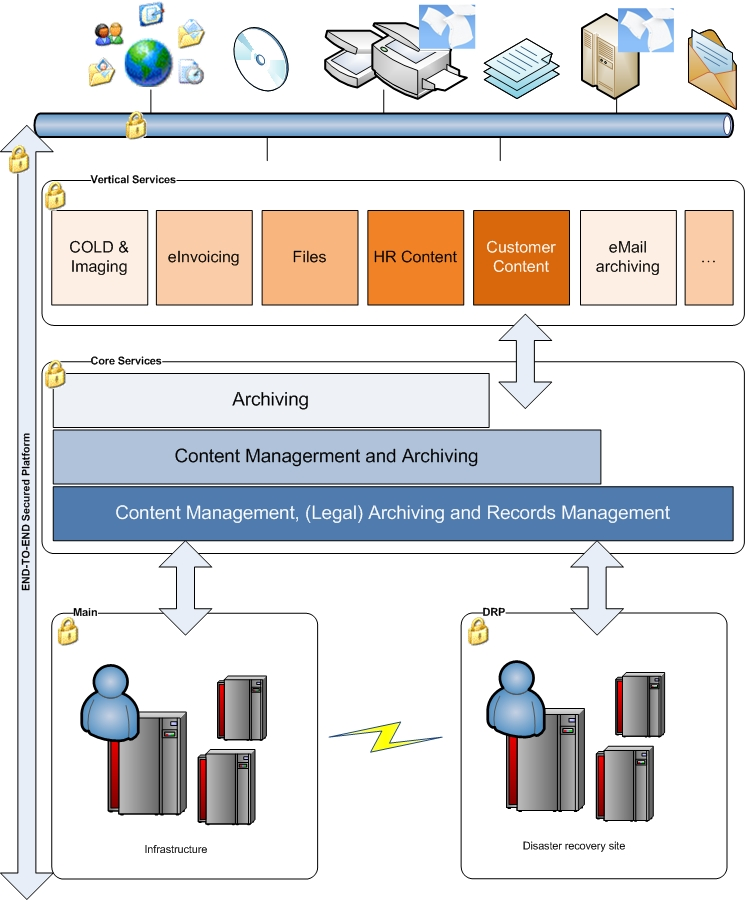 Vertical Services
COLD &
Imaging
eInvoicing
Files
HR Content
Customer
Content
eMail
archiving
...
Core Services
Archiving
Content Managerment and Archiving
Content Management, (Legal) Archiving and Records Management
END-TO-END Secured Platform
Main
Infrastructure
DRP
Disaster recovery site